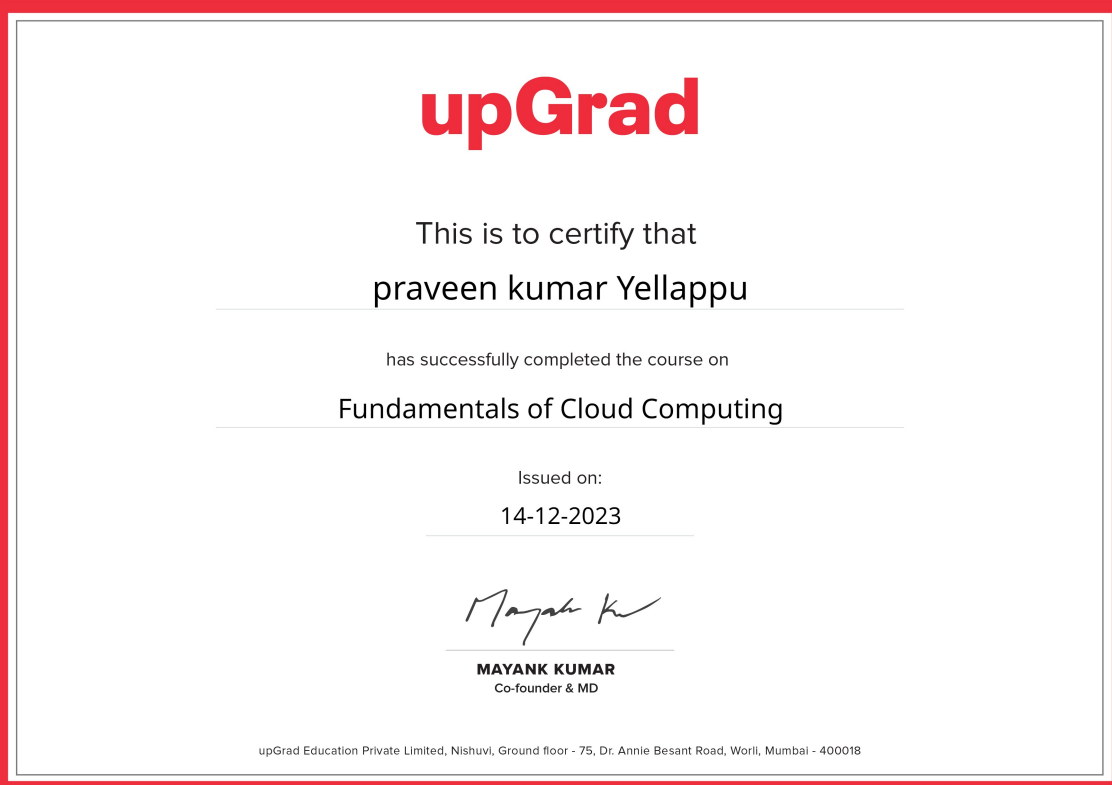 upGrad
This is to certify that
praveen kumar Yellappu
has successfully completed the course on
Fundamentals of Cloud Computing
Issued on:
14-12-2023
Mayank Ku
MAYANK KUMAR
Co-founder & MD
upGrad Education Private Limited, Nishuvi, Ground floor - 75, Dr. Annie Besant Road, Worli, Mumbai - 400018